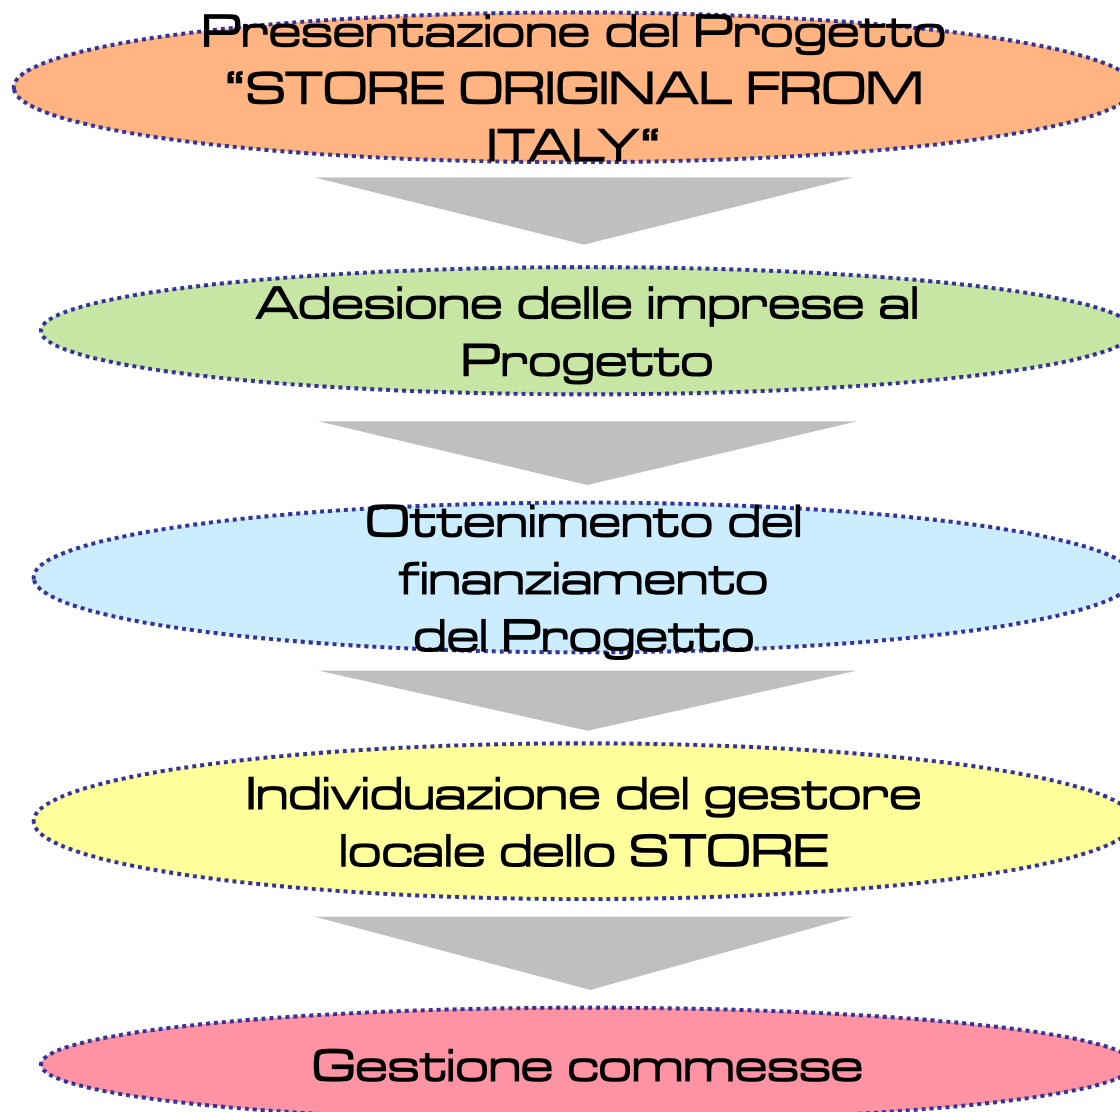 Presentazione del Progetto
“STORE ORIGINAL FROM
ITALY“
Adesione delle imprese al
Progetto
Ottenimento del
finanziamento
del Progetto
Individuazione del gestore
locale dello STORE
Gestione commesse